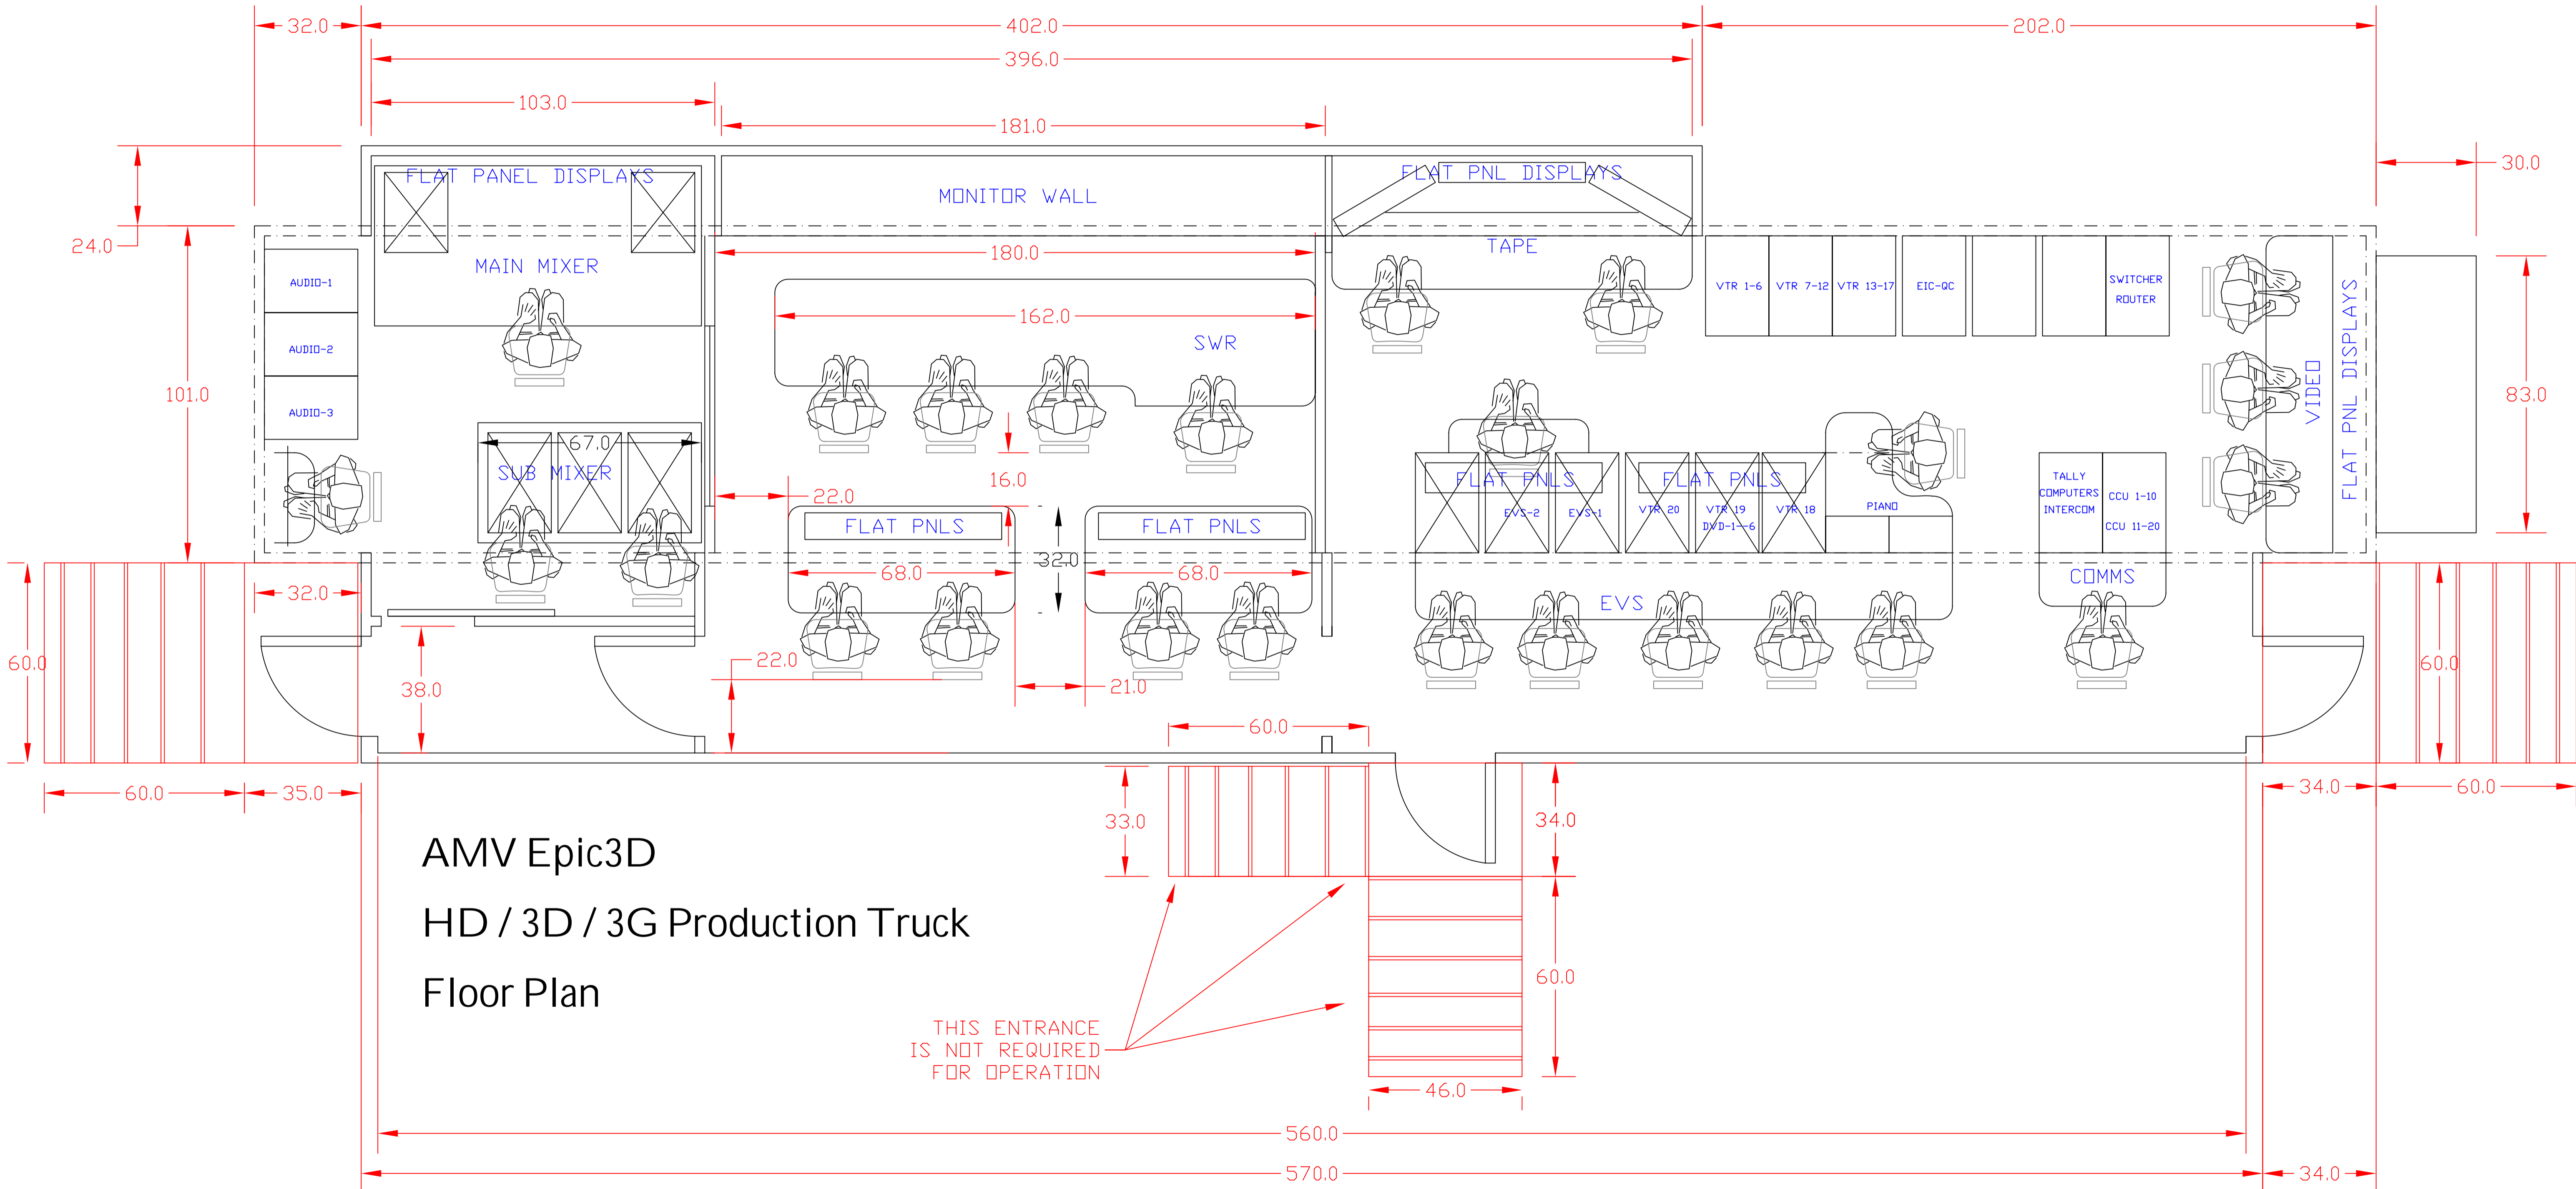 32.0
402.0
202.0
396.0
103.0
181.0
30.0
FLAT PANEL DISPLAYS
MONITOR WALL
FLAT PNL DISPLAYS
24.0
180.0
TAPE
MAIN MIXER
AUDIO-1
VTR 1-6
VTR 7-12
VTR 13-17
EIC-QC
SWITCHER
ROUTER
162.0
SWR
AUDIO-2
FLAT PNL DISPLAYS
VIDEO
101.0
83.0
AUDIO-3
67.0
SUB MIXER
16.0
22.0
FLAT PNLS
FLAT PNLS
EVS-2
EVS-1
VTR 20
VTR 19
DVD-1--6
VTR 18
PIANO
TALLY
COMPUTERS
INTERCOM
CCU 1-10
CCU 11-20
FLAT PNLS
FLAT PNLS
32.0
68.0
68.0
COMMS
32.0
EVS
60.0
22.0
60.0
38.0
21.0
60.0
60.0
35.0
34.0
60.0
33.0
34.0
AMV Epic3D
HD / 3D / 3G Production Truck
Floor Plan
60.0
THIS ENTRANCE
IS NOT REQUIRED
FOR OPERATION
46.0
560.0
570.0
34.0